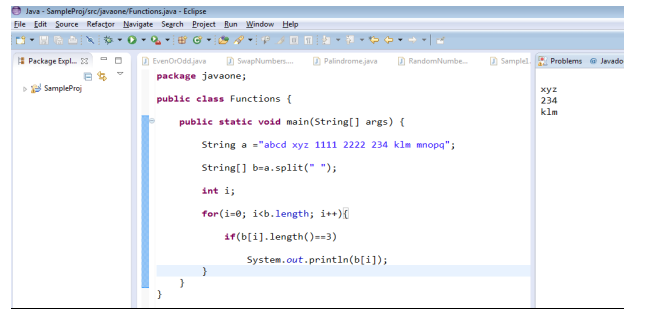 Java - SampleProj/src/javaone/Functions.java - Eclipse
File Edit Source Refactor Navigate Search Project Run Window Help
Package Expl...
EvenOrOdd.java SwapNumbers.... Palindrome.java RandomNumbe... Sample1.
Problems @ Javado
SampleProj
package javaone;
public class Functions {
public static void main(String[] args) {
String a ="abcd xyz 1111 2222 234 klm mnopq";
String[] b=a.split(" ");
int i;
for(i=0; i<b.length; i++){
if(b[i].length()==3)
System.out.println(b[i]);
}
}
}
xyz
234
klm